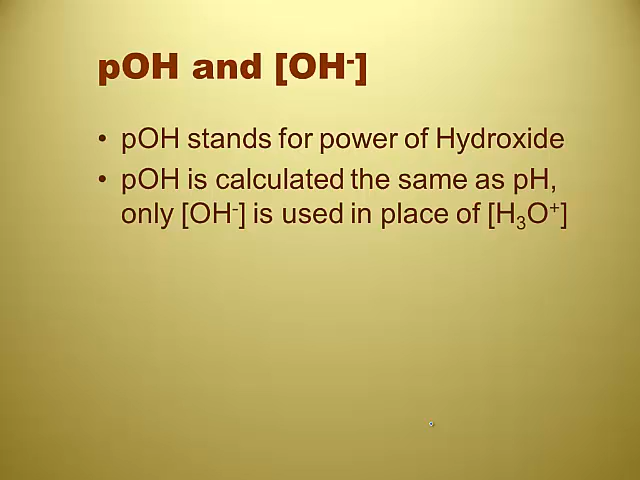 pOH and [OH⁻]
• pOH stands for power of Hydroxide
• pOH is calculated the same as pH,
only [OH⁻] is used in place of [H₃O⁺]